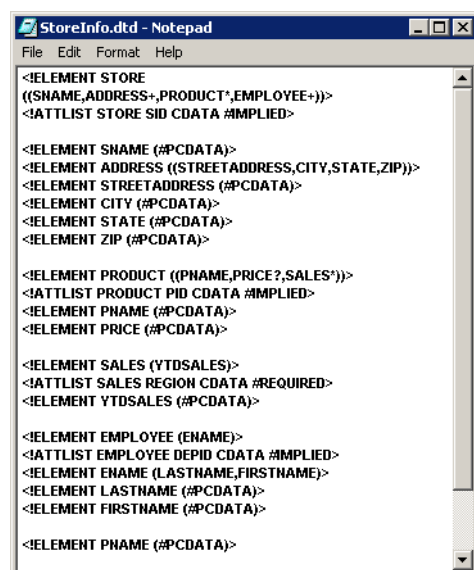 StoreInfo.dtd - Notepad
File Edit Format Help
<!ELEMENT STORE
((SNAME,ADDRESS+,PRODUCT*,EMPLOYEE+))>
<!ATTLIST STORE SID CDATA #IMPLIED>
<!ELEMENT SNAME (#PCDATA)>
<!ELEMENT ADDRESS ((STREETADDRESS,CITY,STATE,ZIP))>
<!ELEMENT STREETADDRESS (#PCDATA)>
<!ELEMENT CITY (#PCDATA)>
<!ELEMENT STATE (#PCDATA)>
<!ELEMENT ZIP (#PCDATA)>
<!ELEMENT PRODUCT ((PNAME,PRICE?,SALES*))>
<!ATTLIST PRODUCT PID CDATA #IMPLIED>
<!ELEMENT PNAME (#PCDATA)>
<!ELEMENT PRICE (#PCDATA)>
<!ELEMENT SALES (YTDSALES)>
<!ATTLIST SALES REGION CDATA #REQUIRED>
<!ELEMENT YTDSALES (#PCDATA)>
<!ELEMENT EMPLOYEE (ENAME)>
<!ATTLIST EMPLOYEE DEPID CDATA #IMPLIED>
<!ELEMENT ENAME (LASTNAME,FIRSTNAME)>
<!ELEMENT LASTNAME (#PCDATA)>
<!ELEMENT FIRSTNAME (#PCDATA)>
<!ELEMENT PNAME (#PCDATA)>